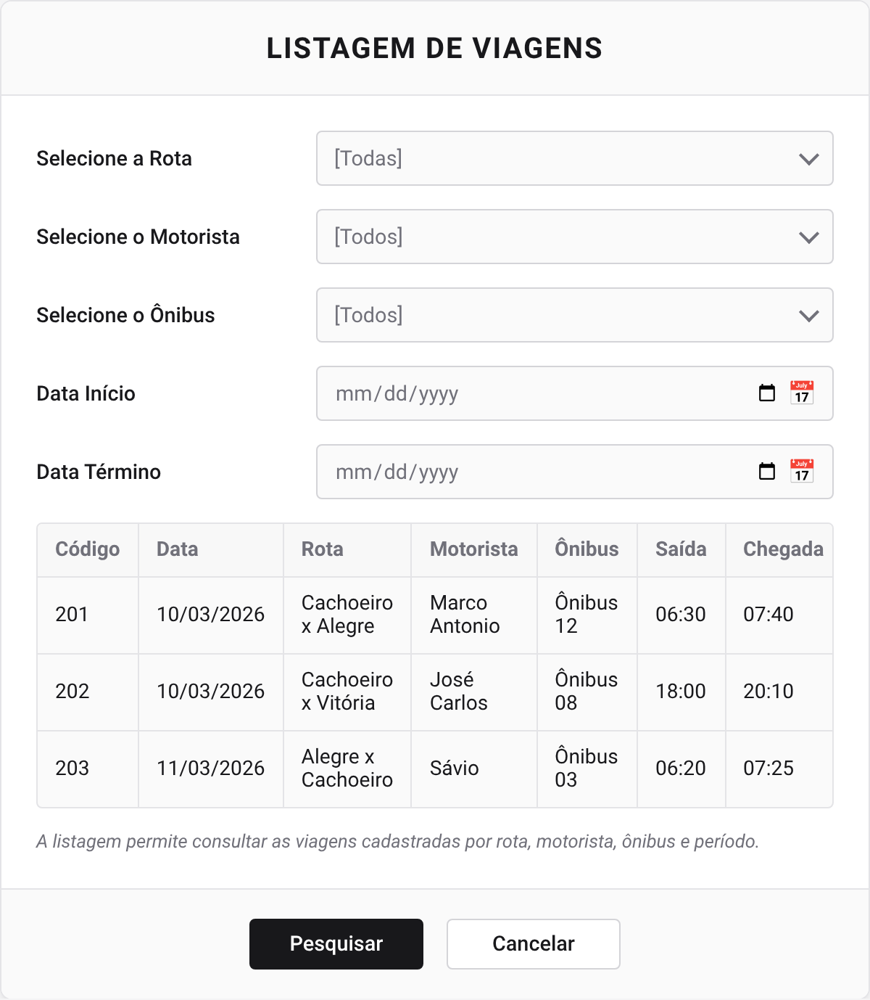 LISTAGEM DE VIAGENS
Selecione a Rota
[Todas]
Selecione o Motorista
[Todos]
Selecione o Ônibus
[Todos]
Data Início
mm/dd/yyyy
July
17
Data Término
mm/dd/yyyy
July
17
Código Data Rota Motorista Ônibus Saída Chegada
201 10/03/2026 Cachoeiro x Alegre Marco Antonio Ônibus 12 06:30 07:40
202 10/03/2026 Cachoeiro x Vitória José Carlos Ônibus 08 18:00 20:10
203 11/03/2026 Alegre x Cachoeiro Sávio Ônibus 03 06:20 07:25
A listagem permite consultar as viagens cadastradas por rota, motorista, ônibus e período.
Pesquisar
Cancelar